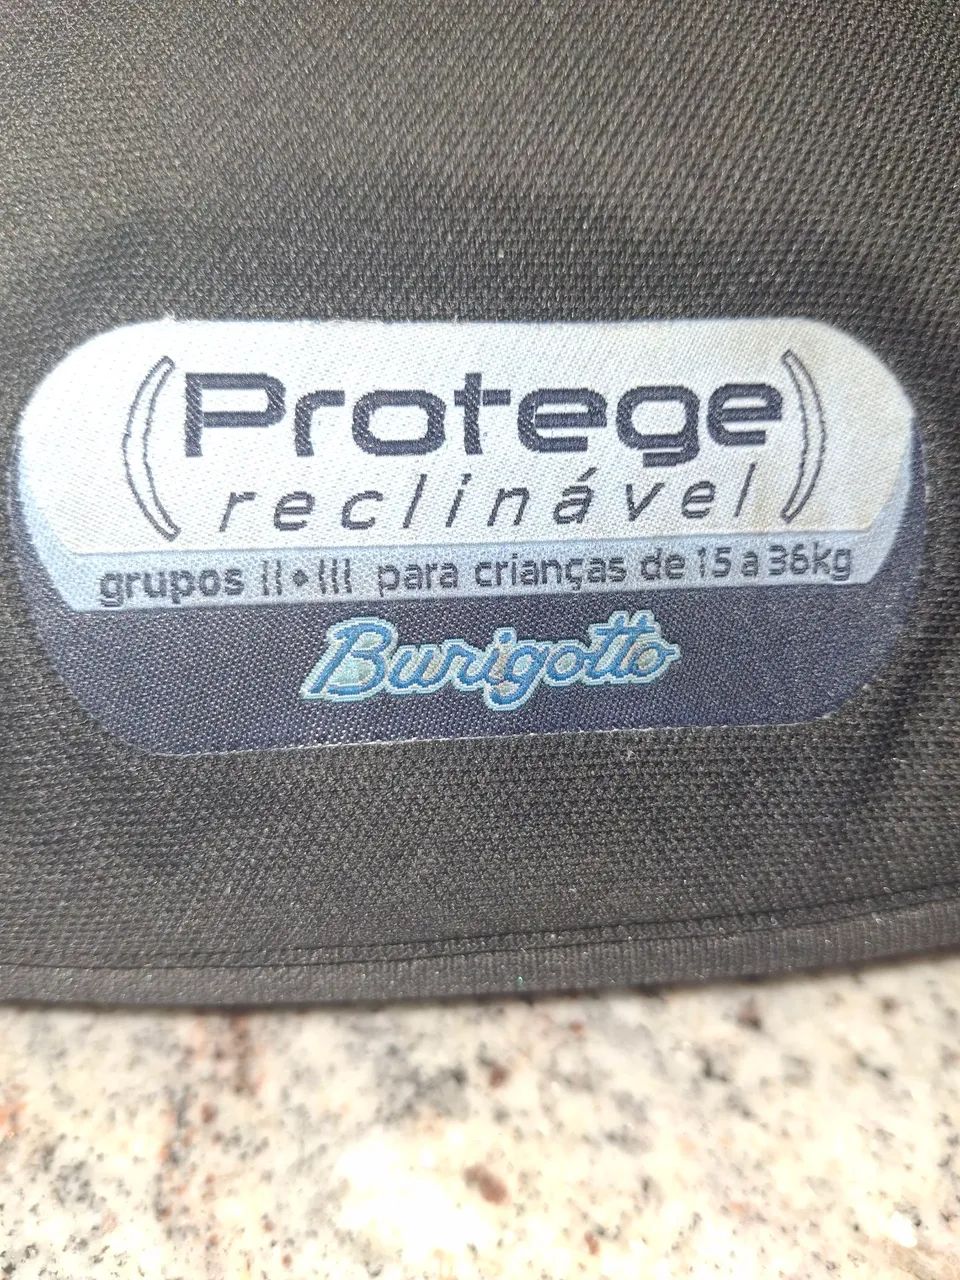 (Protege)
reclinável
grupos II•III para crianças de 15 a 36kg
Burigotto